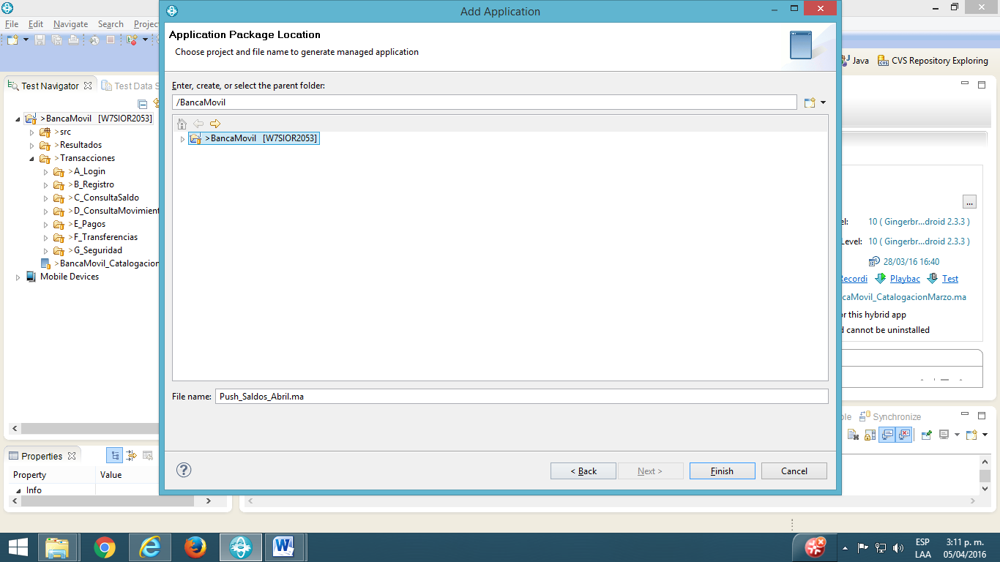 Add Application
File Edit Navigate Search Project
Application Package Location
Choose project and file name to generate managed application
Java
CVS Repository Exploring
Test Navigator
Test Data S
Enter, create, or select the parent folder:
/BancaMovil
>BancaMovil [W7SIOR2053]
>BancaMovil [W7SIOR2053]
>src
>Resultados
>Transacciones
>A_Login
>B_Registro
>C_ConsultaSaldo
>D_ConsultaMovimient
>E_Pagos
>F_Transferencias
>G_Seguridad
>BancaMovil_Catalogacion
Mobile Devices
...
el: 10 ( Gingerbr...droid 2.3.3 )
Level: 10 ( Gingerbr...droid 2.3.3 )
28/03/16 16:40
Recordi Playbac Test
caMovil_CatalogacionMarzo.ma
or this hybrid app
d cannot be uninstalled
File name: Push_Saldos_Abril.ma
ole
Synchronize
Properties
Property Value
Info
< Back
Next >
Finish
Cancel
ESP
LAA
3:11 p. m.
05/04/2016